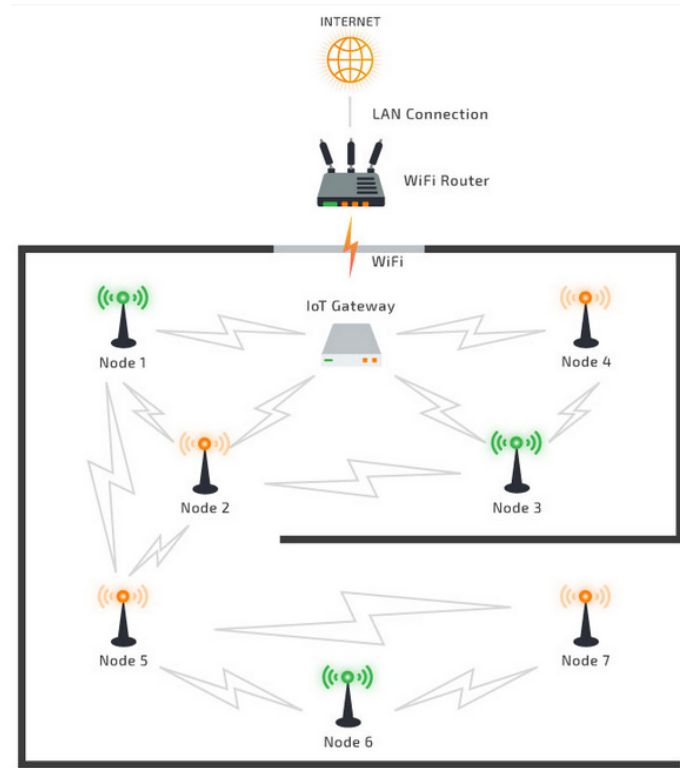 INTERNET
LAN Connection
WiFi Router
WiFi
IoT Gateway
Node 1
Node 4
Node 2
Node 3
Node 5
Node 7
Node 6